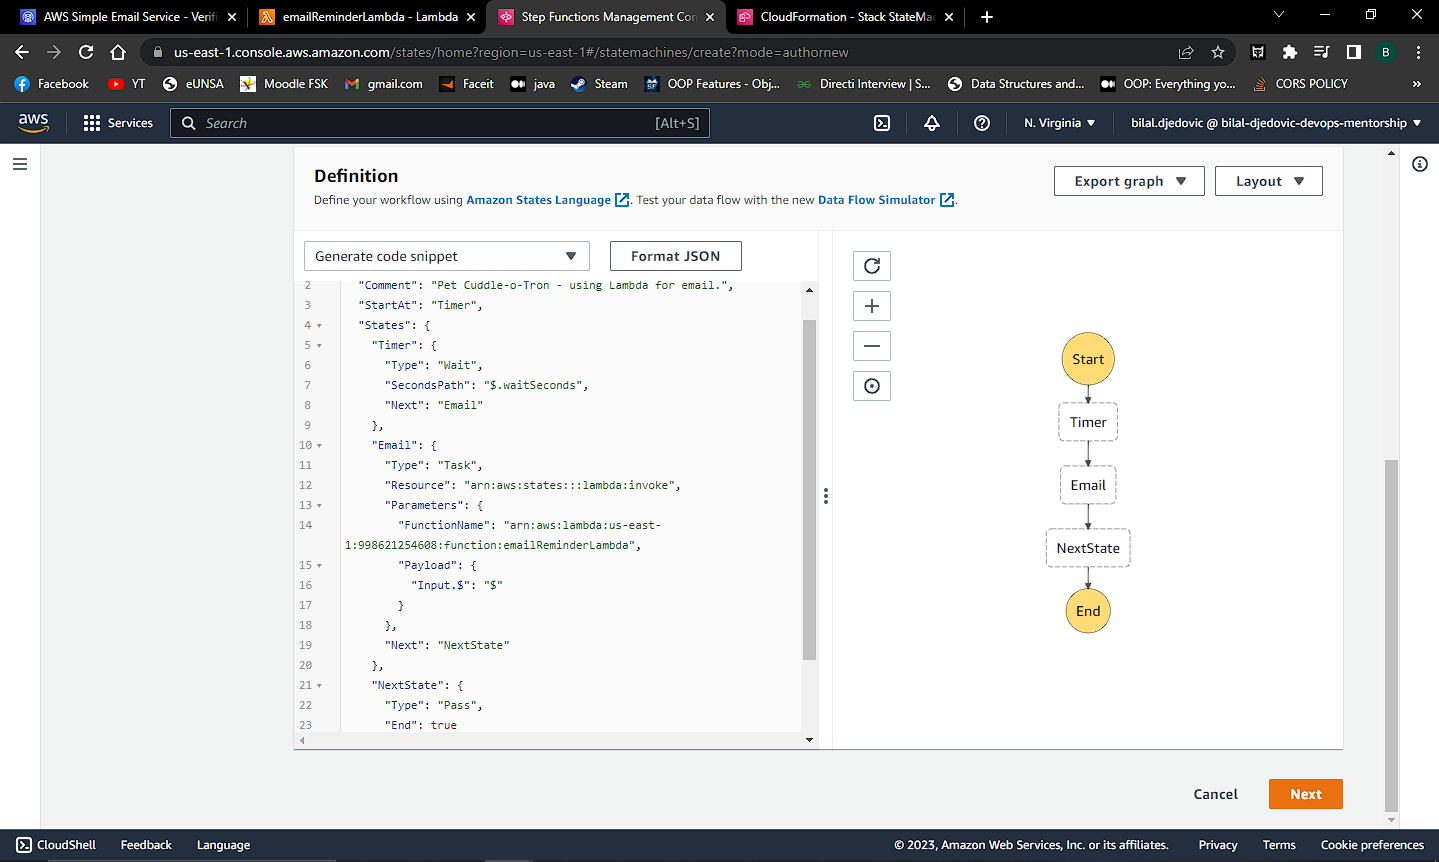 AWS Simple Email Service - Verifi
emailReminderLambda - Lambda
Step Functions Management Con
CloudFormation - Stack StateMac
us-east-1.console.aws.amazon.com/states/home?region=us-east-1#/statemachines/create?mode=authornew
B
Facebook YT eUNSA Moodle FSK gmail.com Faceit java Steam OOP Features - Obj... Directi Interview | S... Data Structures and... OOP: Everything yo... CORS POLICY »
aws Services Search [Alt+S] N. Virginia bilal.djedovic @ bilal-djedovic-devops-mentorship
Definition
Define your workflow using Amazon States Language. Test your data flow with the new Data Flow Simulator.
Export graph Layout
Generate code snippet Format JSON
2 "Comment": "Pet Cuddle-o-Tron - using Lambda for email.",
3 "StartAt": "Timer",
4 "States": {
5 "Timer": {
6 "Type": "Wait",
7 "SecondsPath": "$.waitSeconds",
8 "Next": "Email"
9 },
10 "Email": {
11 "Type": "Task",
12 "Resource": "arn:aws:states:::lambda:invoke",
13 "Parameters": {
14 "FunctionName": "arn:aws:lambda:us-east-
1:998621254608:function:emailReminderLambda",
15 "Payload": {
16 "Input.$": "$"
17 }
18 },
19 "Next": "NextState"
20 },
21 "NextState": {
22 "Type": "Pass",
23 "End": true
Start
Timer
Email
NextState
End
Cancel Next
CloudShell Feedback Language © 2023, Amazon Web Services, Inc. or its affiliates. Privacy Terms Cookie preferences